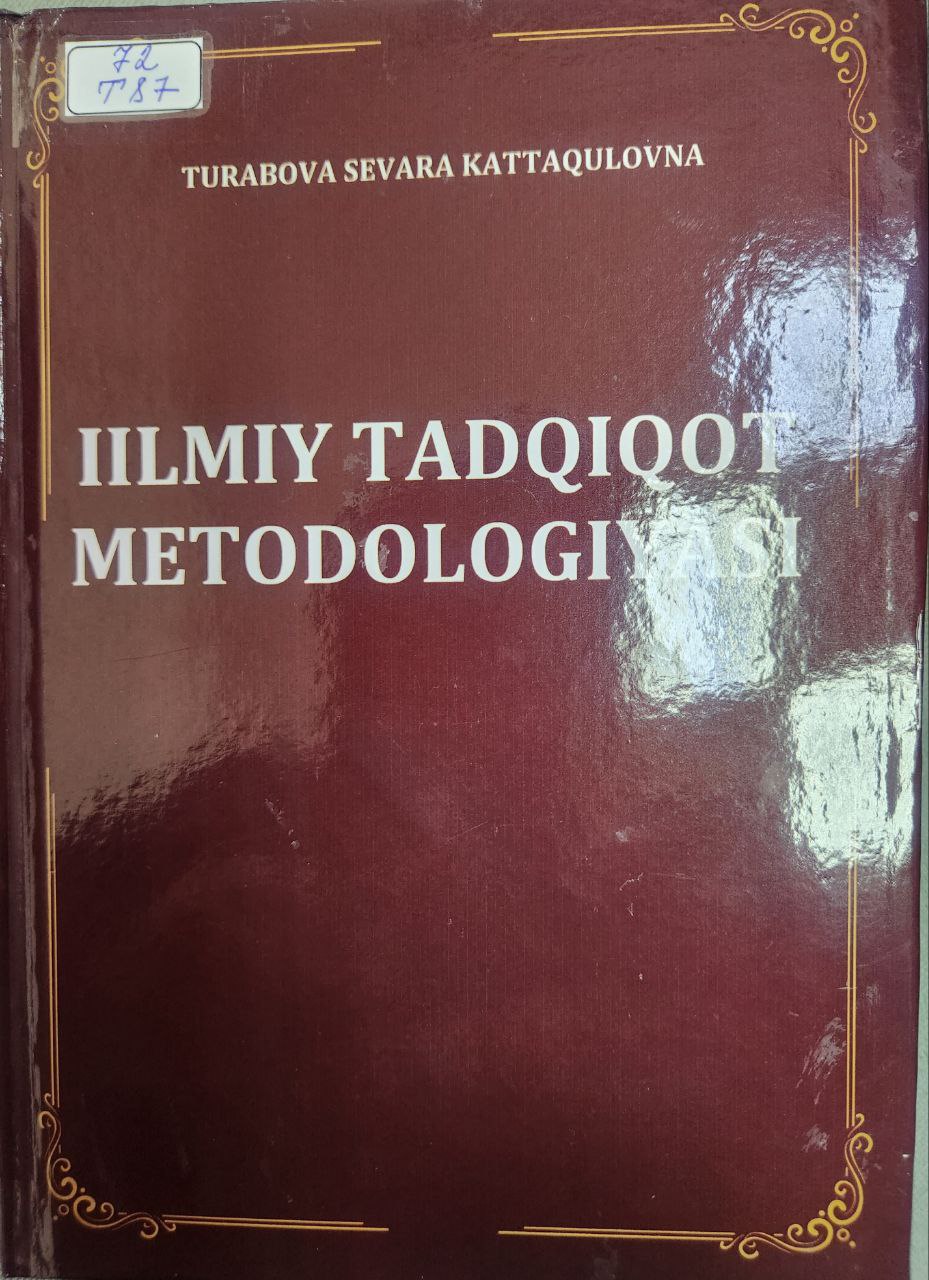 72
T87
TURABOVA SEVARA KATTAQULOVNA
IILMIY TADQIQOT
METODOLOGIYASI